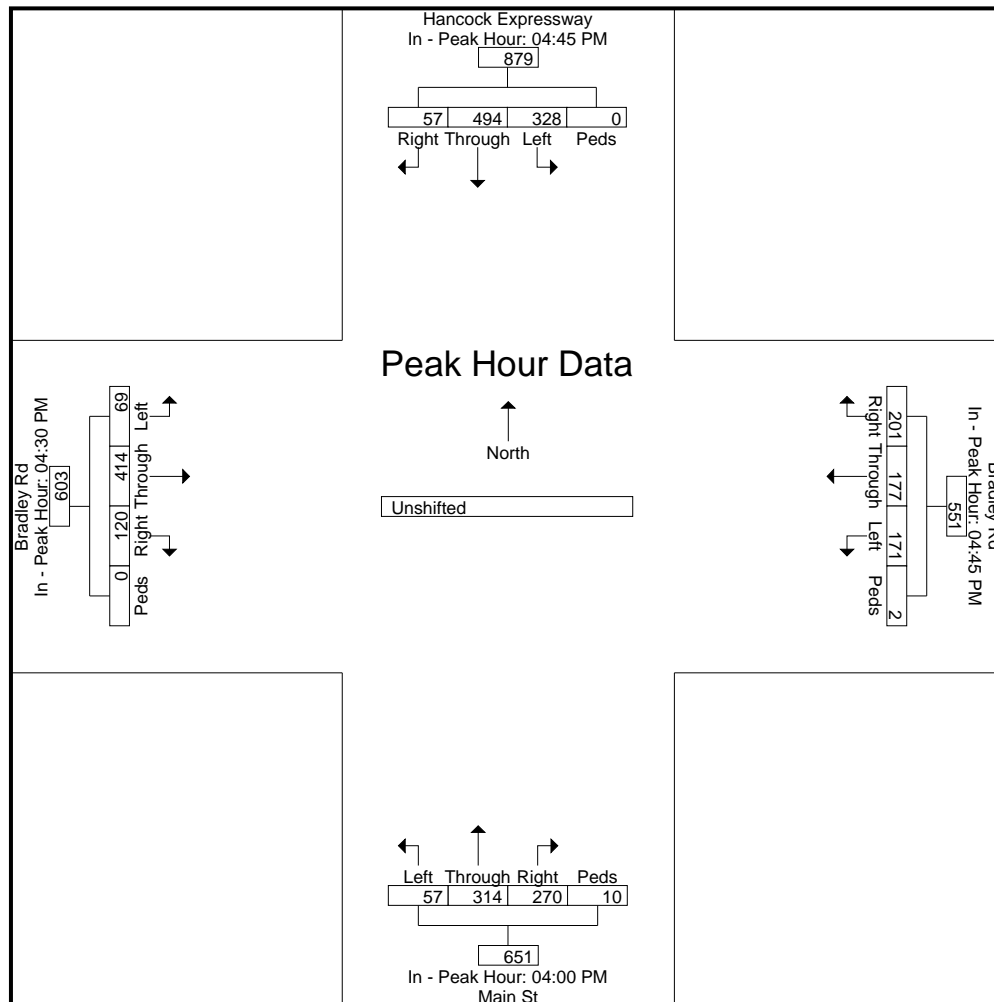 Hancock Expressway
In - Peak Hour: 04:45 PM
879
57 494 328 0
Right Through Left Peds
Peak Hour Data
North
Unshifted
Bradley Rd
In - Peak Hour: 04:30 PM
603
69 414 120 0
Left Through Right Peds
Bradley Rd
In - Peak Hour: 04:45 PM
551
201 177 171 2
Right Through Left Peds
Left Through Right Peds
57 314 270 10
651
In - Peak Hour: 04:00 PM
Main St